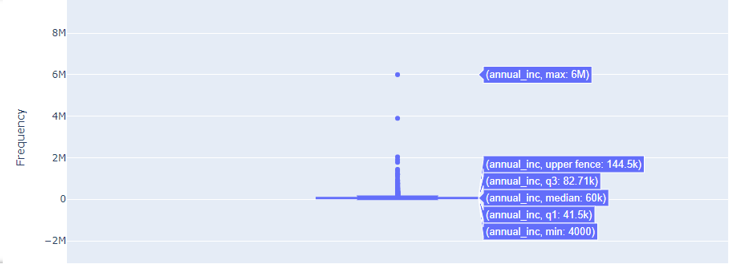 8M
6M
(annual_inc, max: 6M)
4M
Frequency
2M
(annual_inc, upper fence: 144.5k)
(annual_inc, q3: 82.71k)
0
(annual_inc, median: 60k)
(annual_inc, q1: 41.5k)
(annual_inc, min: 4000)
−2M